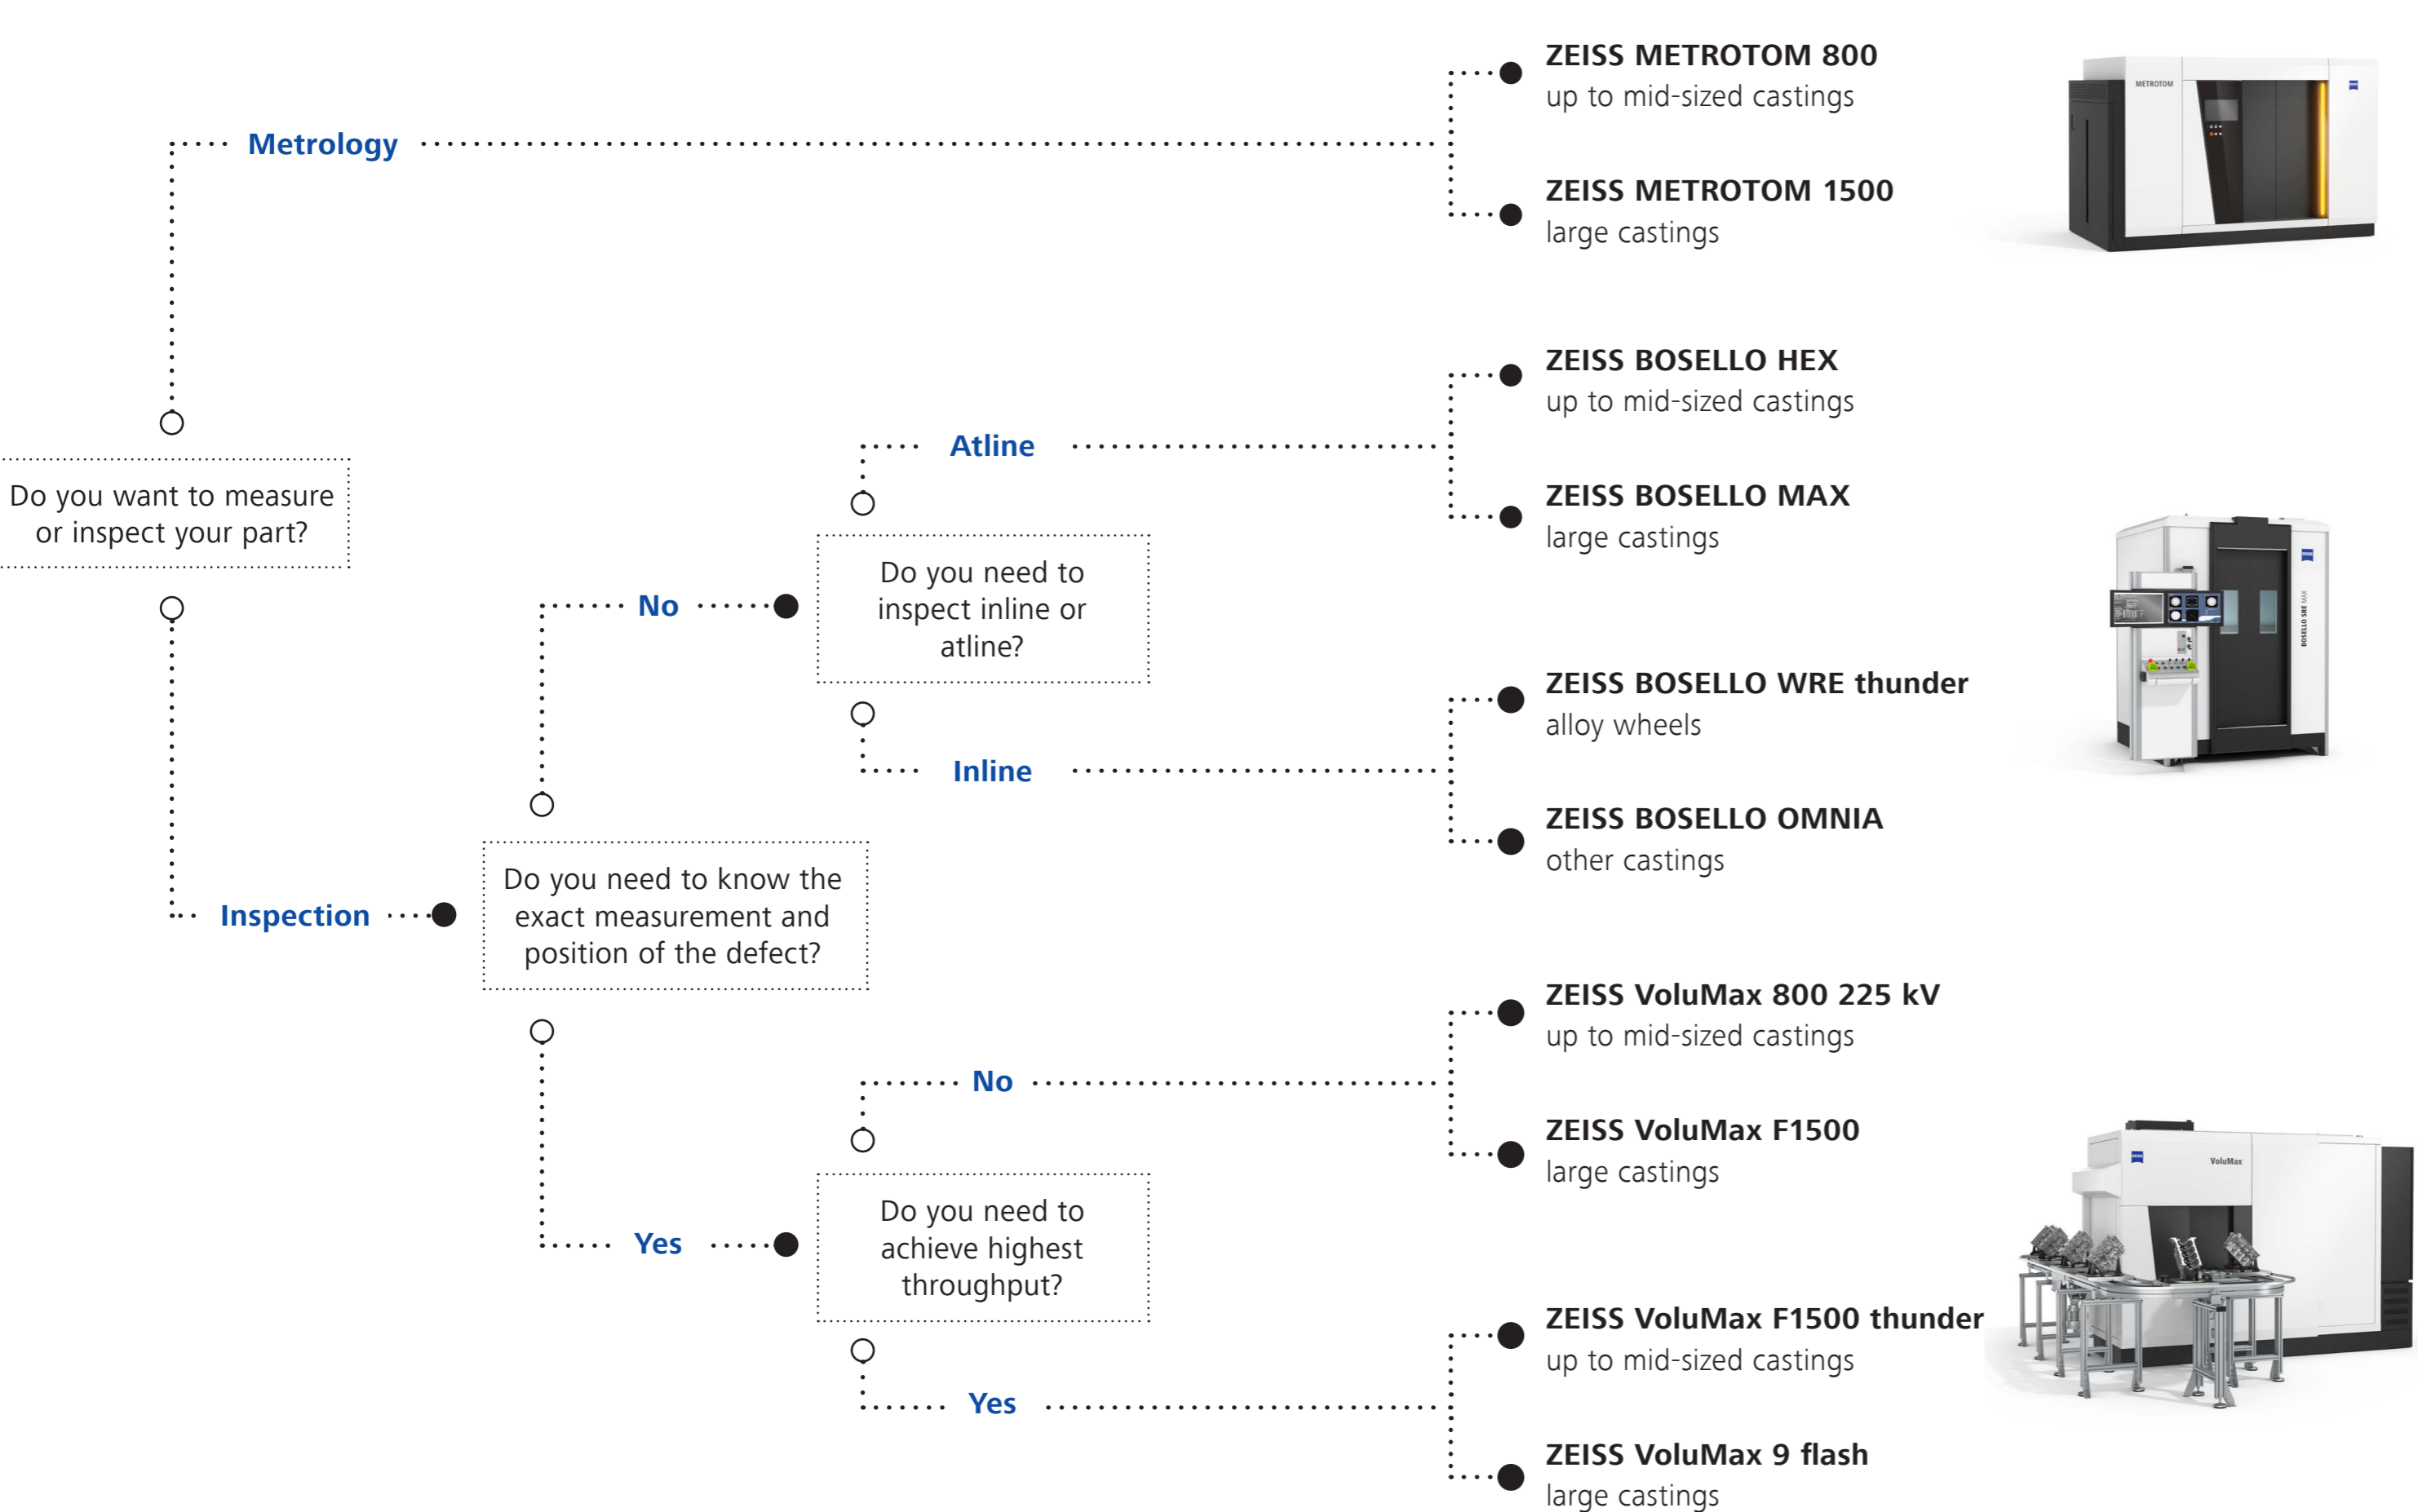 ZEISS METROTOM 800
up to mid-sized castings
METROTOM
Metrology
ZEISS METROTOM 1500
large castings
ZEISS BOSELLO HEX
up to mid-sized castings
Atline
Do you want to measure
or inspect your part?
ZEISS BOSELLO MAX
large castings
Do you need to
inspect inline or
atline?
No
BOSELLO SRE MAX
ZEISS BOSELLO WRE thunder
alloy wheels
Inline
ZEISS BOSELLO OMNIA
other castings
Do you need to know the
exact measurement and
position of the defect?
Inspection
ZEISS VoluMax 800 225 kV
up to mid-sized castings
No
ZEISS VoluMax F1500
large castings
VoluMax
Do you need to
achieve highest
throughput?
Yes
ZEISS VoluMax F1500 thunder
up to mid-sized castings
Yes
ZEISS VoluMax 9 flash
large castings